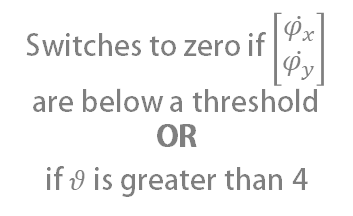 Switches to zero if [φ̇x
φ̇y]
are below a threshold
OR
if ϑ is greater than 4